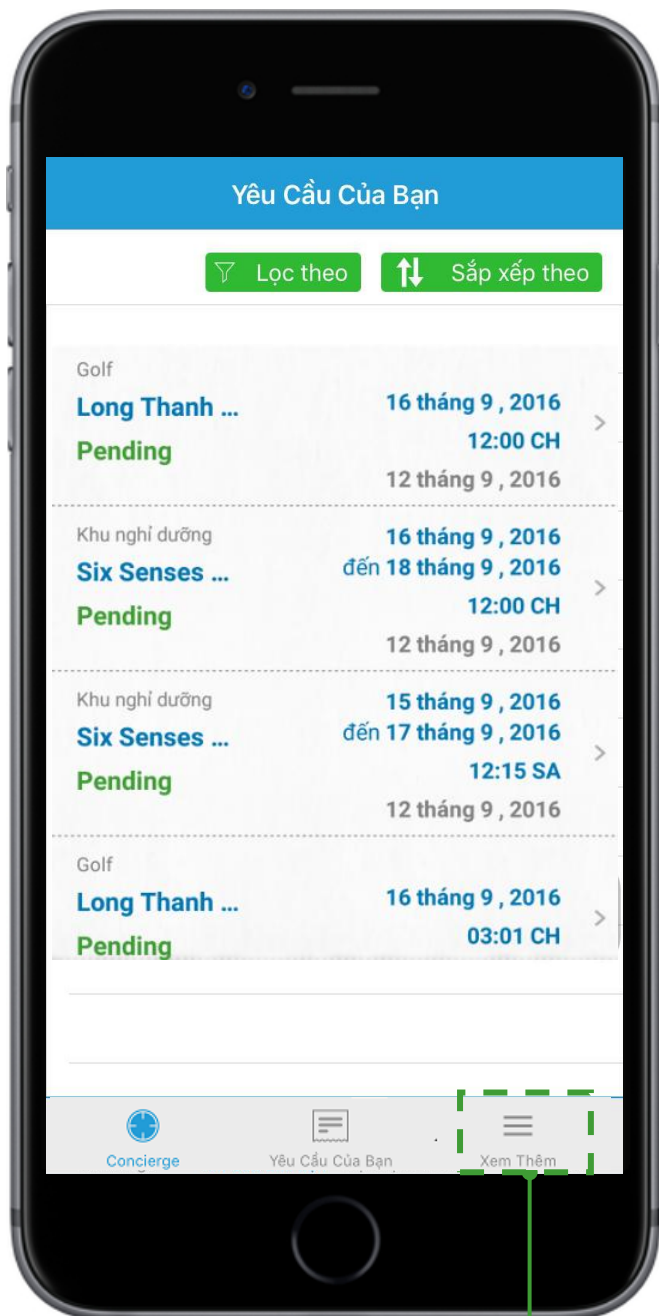 Yêu Cầu Của Bạn
Lọc theo
Sắp xếp theo
Golf
Long Thanh ...
16 tháng 9 , 2016
12:00 CH
Pending
12 tháng 9 , 2016
Khu nghỉ dưỡng
16 tháng 9 , 2016
Six Senses ...
đến 18 tháng 9 , 2016
12:00 CH
Pending
12 tháng 9 , 2016
Khu nghỉ dưỡng
15 tháng 9 , 2016
Six Senses ...
đến 17 tháng 9 , 2016
12:15 SA
Pending
12 tháng 9 , 2016
Golf
Long Thanh ...
16 tháng 9 , 2016
03:01 CH
Pending
Concierge
Yêu Cầu Của Bạn
Xem Thêm